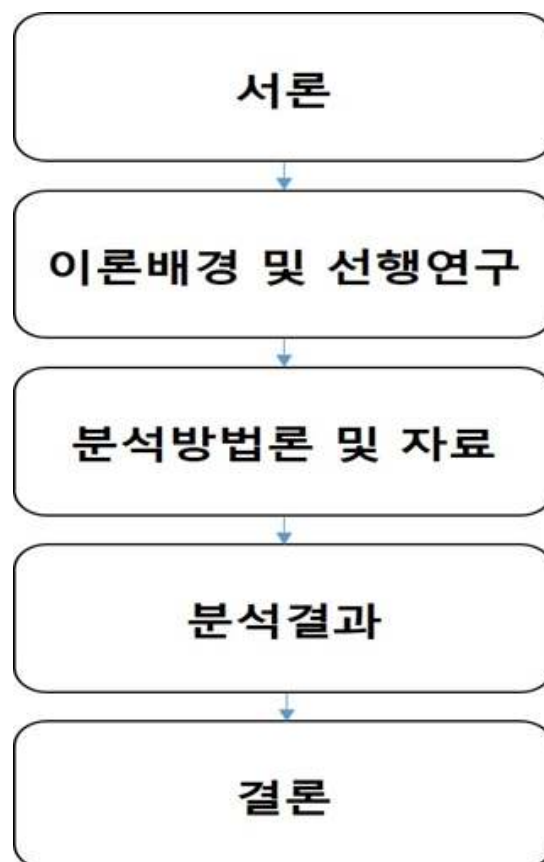 서론
이론배경 및 선행연구
분석방법론 및 자료
분석결과
결론